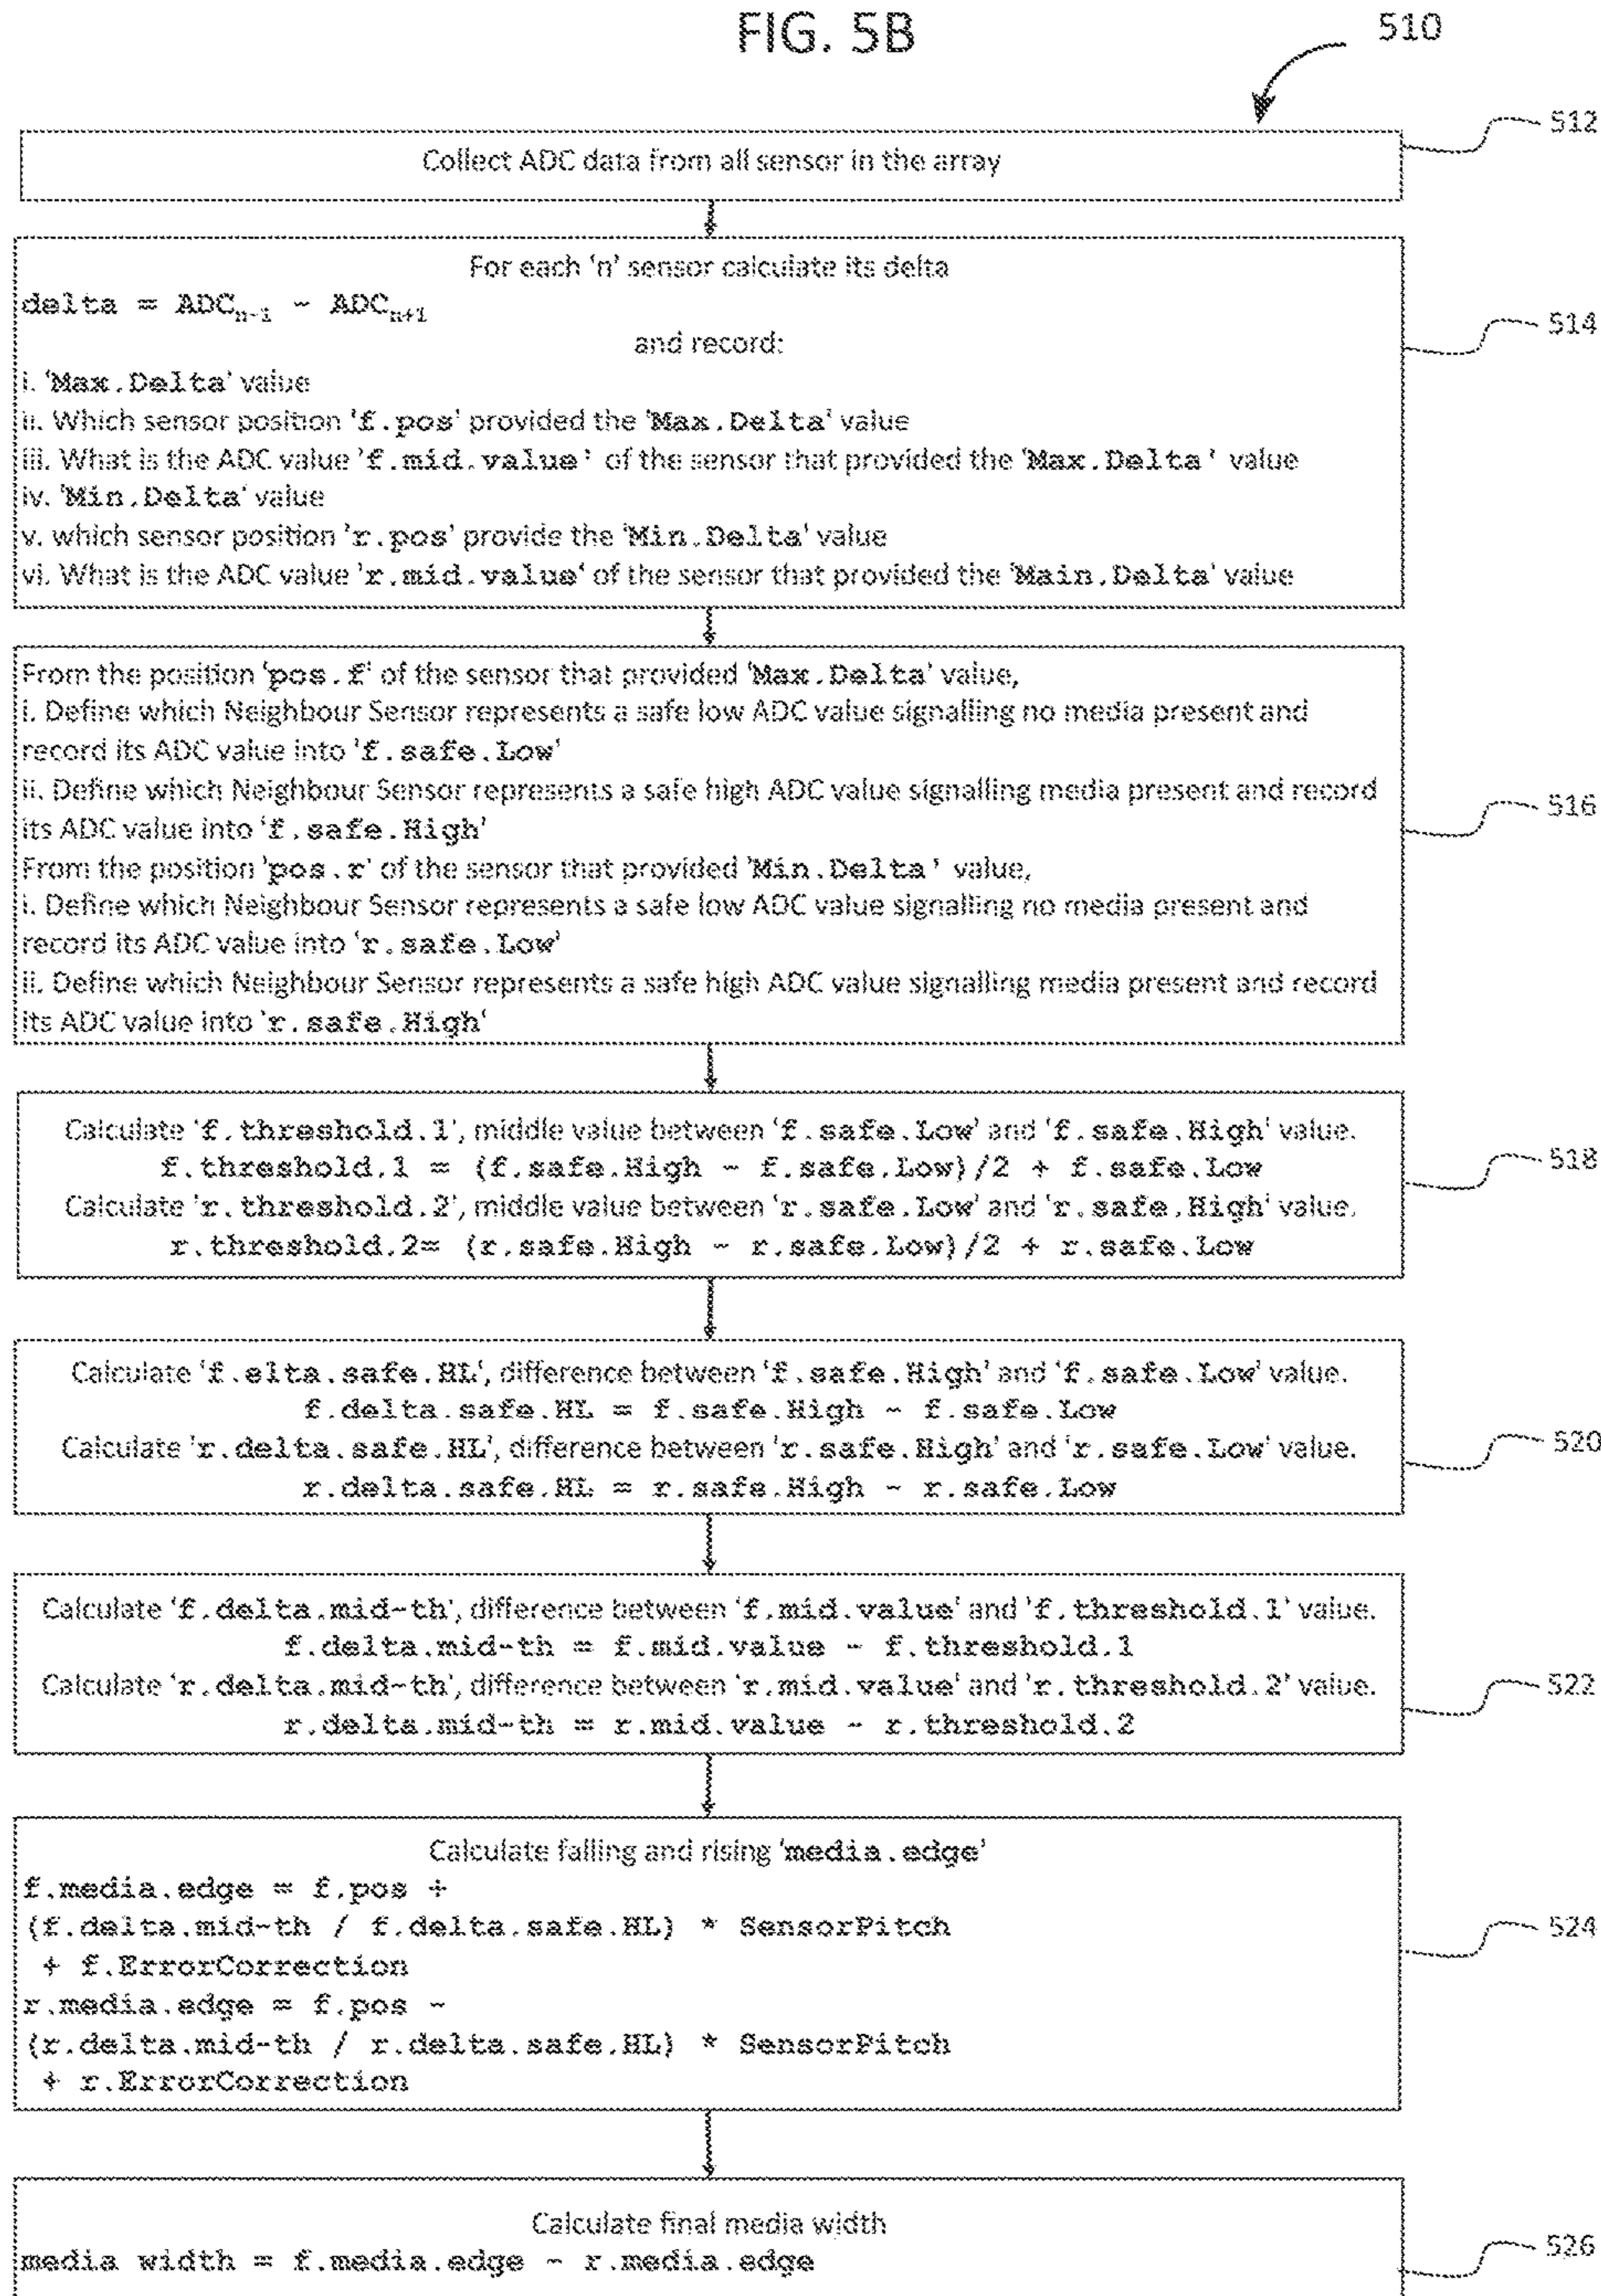 FIG. 5B
510
512
Collect ADC data from all sensor in the array
For each 'n' sensor calculate its delta
delta = ADCn-1 - ADCn+1
and record:
514
i. 'Max.Delta' value
ii. Which sensor position 'f.pos' provided the 'Max.Delta' value
iii. What is the ADC value 'f.mid.value' of the sensor that provided the 'Max.Delta' value
iv. 'Min.Delta' value
v. which sensor position 'r.pos' provide the 'Min.Delta' value
vi. What is the ADC value 'r.mid.value' of the sensor that provided the 'Main.Delta' value
From the position 'pos.f' of the sensor that provided 'Max.Delta' value,
i. Define which Neighbour Sensor represents a safe low ADC value signalling no media present and
record its ADC value into 'f.safe.Low'
ii. Define which Neighbour Sensor represents a safe high ADC value signalling media present and record
516
its ADC value into 'f.safe.High'
From the position 'pos.r' of the sensor that provided 'Min.Delta' value,
i. Define which Neighbour Sensor represents a safe low ADC value signalling no media present and
record its ADC value into 'r.safe.Low'
ii. Define which Neighbour Sensor represents a safe high ADC value signalling media present and record
its ADC value into 'r.safe.High'
Calculate 'f.threshold.1', middle value between 'f.safe.Low' and 'f.safe.High' value.
f.threshold.1 = (f.safe.High - f.safe.Low)/2 + f.safe.Low
518
Calculate 'r.threshold.2', middle value between 'r.safe.Low' and 'r.safe.High' value.
r.threshold.2= (r.safe.High - r.safe.Low)/2 + r.safe.Low
Calculate 'f.elta.safe.HL', difference between 'f.safe.High' and 'f.safe.Low' value.
f.delta.safe.HL = f.safe.High - f.safe.Low
Calculate 'r.delta.safe.HL', difference between 'r.safe.High' and 'r.safe.Low' value.
520
r.delta.safe.HL = r.safe.High - r.safe.Low
Calculate 'f.delta.mid-th', difference between 'f.mid.value' and 'f.threshold.1' value.
f.delta.mid-th = f.mid.value - f.threshold.1
Calculate 'r.delta.mid-th', difference between 'r.mid.value' and 'r.threshold.2' value.
522
r.delta.mid-th = r.mid.value - r.threshold.2
Calculate falling and rising 'media.edge'
f.media.edge = f.pos +
(f.delta.mid-th / f.delta.safe.HL) * SensorPitch
524
+ f.ErrorCorrection
r.media.edge = f.pos -
(r.delta.mid-th / r.delta.safe.HL) * SensorPitch
+ r.ErrorCorrection
Calculate final media width
526
media width = f.media.edge - r.media.edge